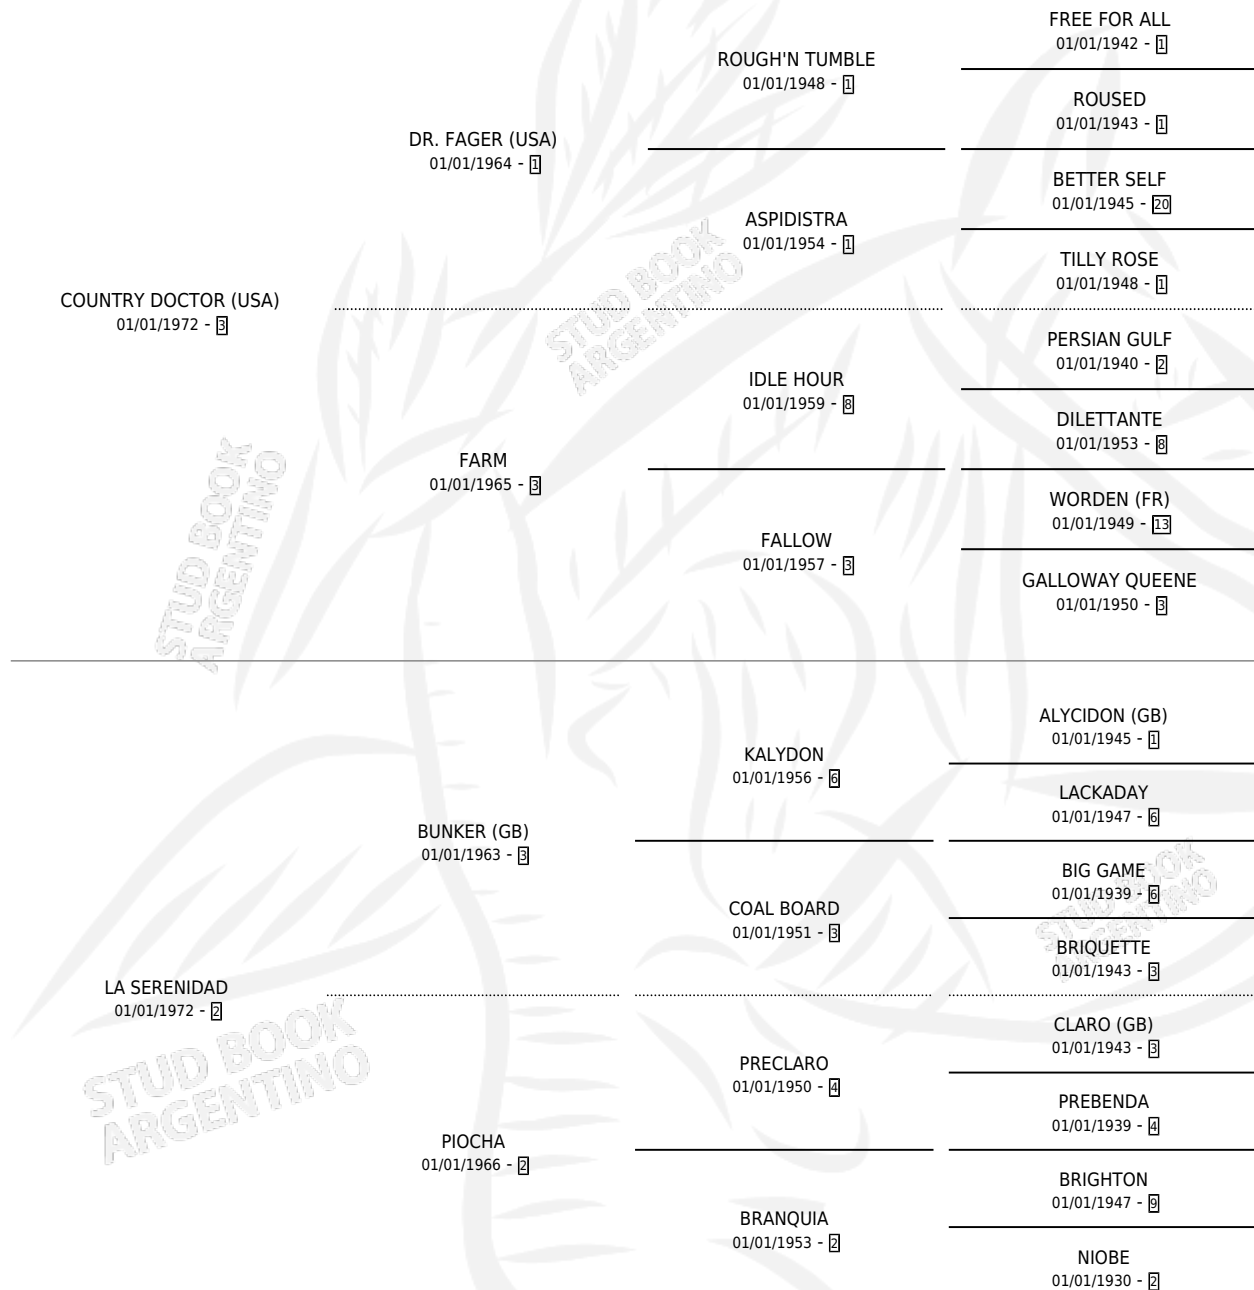 FREE FOR ALL
01/01/1942 - 1
ROUGH'N TUMBLE
01/01/1948 - 1
ROUSED
01/01/1943 - 1
DR. FAGER (USA)
01/01/1964 - 1
BETTER SELF
01/01/1945 - 20
ASPIDISTRA
01/01/1954 - 1
TILLY ROSE
01/01/1948 - 1
COUNTRY DOCTOR (USA)
01/01/1972 - 3
PERSIAN GULF
01/01/1940 - 2
IDLE HOUR
01/01/1959 - 8
DILETTANTE
01/01/1953 - 8
FARM
01/01/1965 - 3
WORDEN (FR)
01/01/1949 - 13
FALLOW
01/01/1957 - 3
GALLOWAY QUEENE
01/01/1950 - 3
ALYCIDON (GB)
01/01/1945 - 1
KALYDON
01/01/1956 - 6
LACKADAY
01/01/1947 - 6
BUNKER (GB)
01/01/1963 - 3
BIG GAME
01/01/1939 - 6
COAL BOARD
01/01/1951 - 3
BRIQUETTE
01/01/1943 - 3
LA SERENIDAD
01/01/1972 - 2
CLARO (GB)
01/01/1943 - 3
PRECLARO
01/01/1950 - 4
PREBENDA
01/01/1939 - 4
PIOCHA
01/01/1966 - 2
BRIGHTON
01/01/1947 - 9
BRANQUIA
01/01/1953 - 2
NIOBE
01/01/1930 - 2
STUD BOOK
ARGENTINO
STUD BOOK
ARGENTINO
STUD BOOK
ARGENTINO
STUD BOOK
ARGENTINO